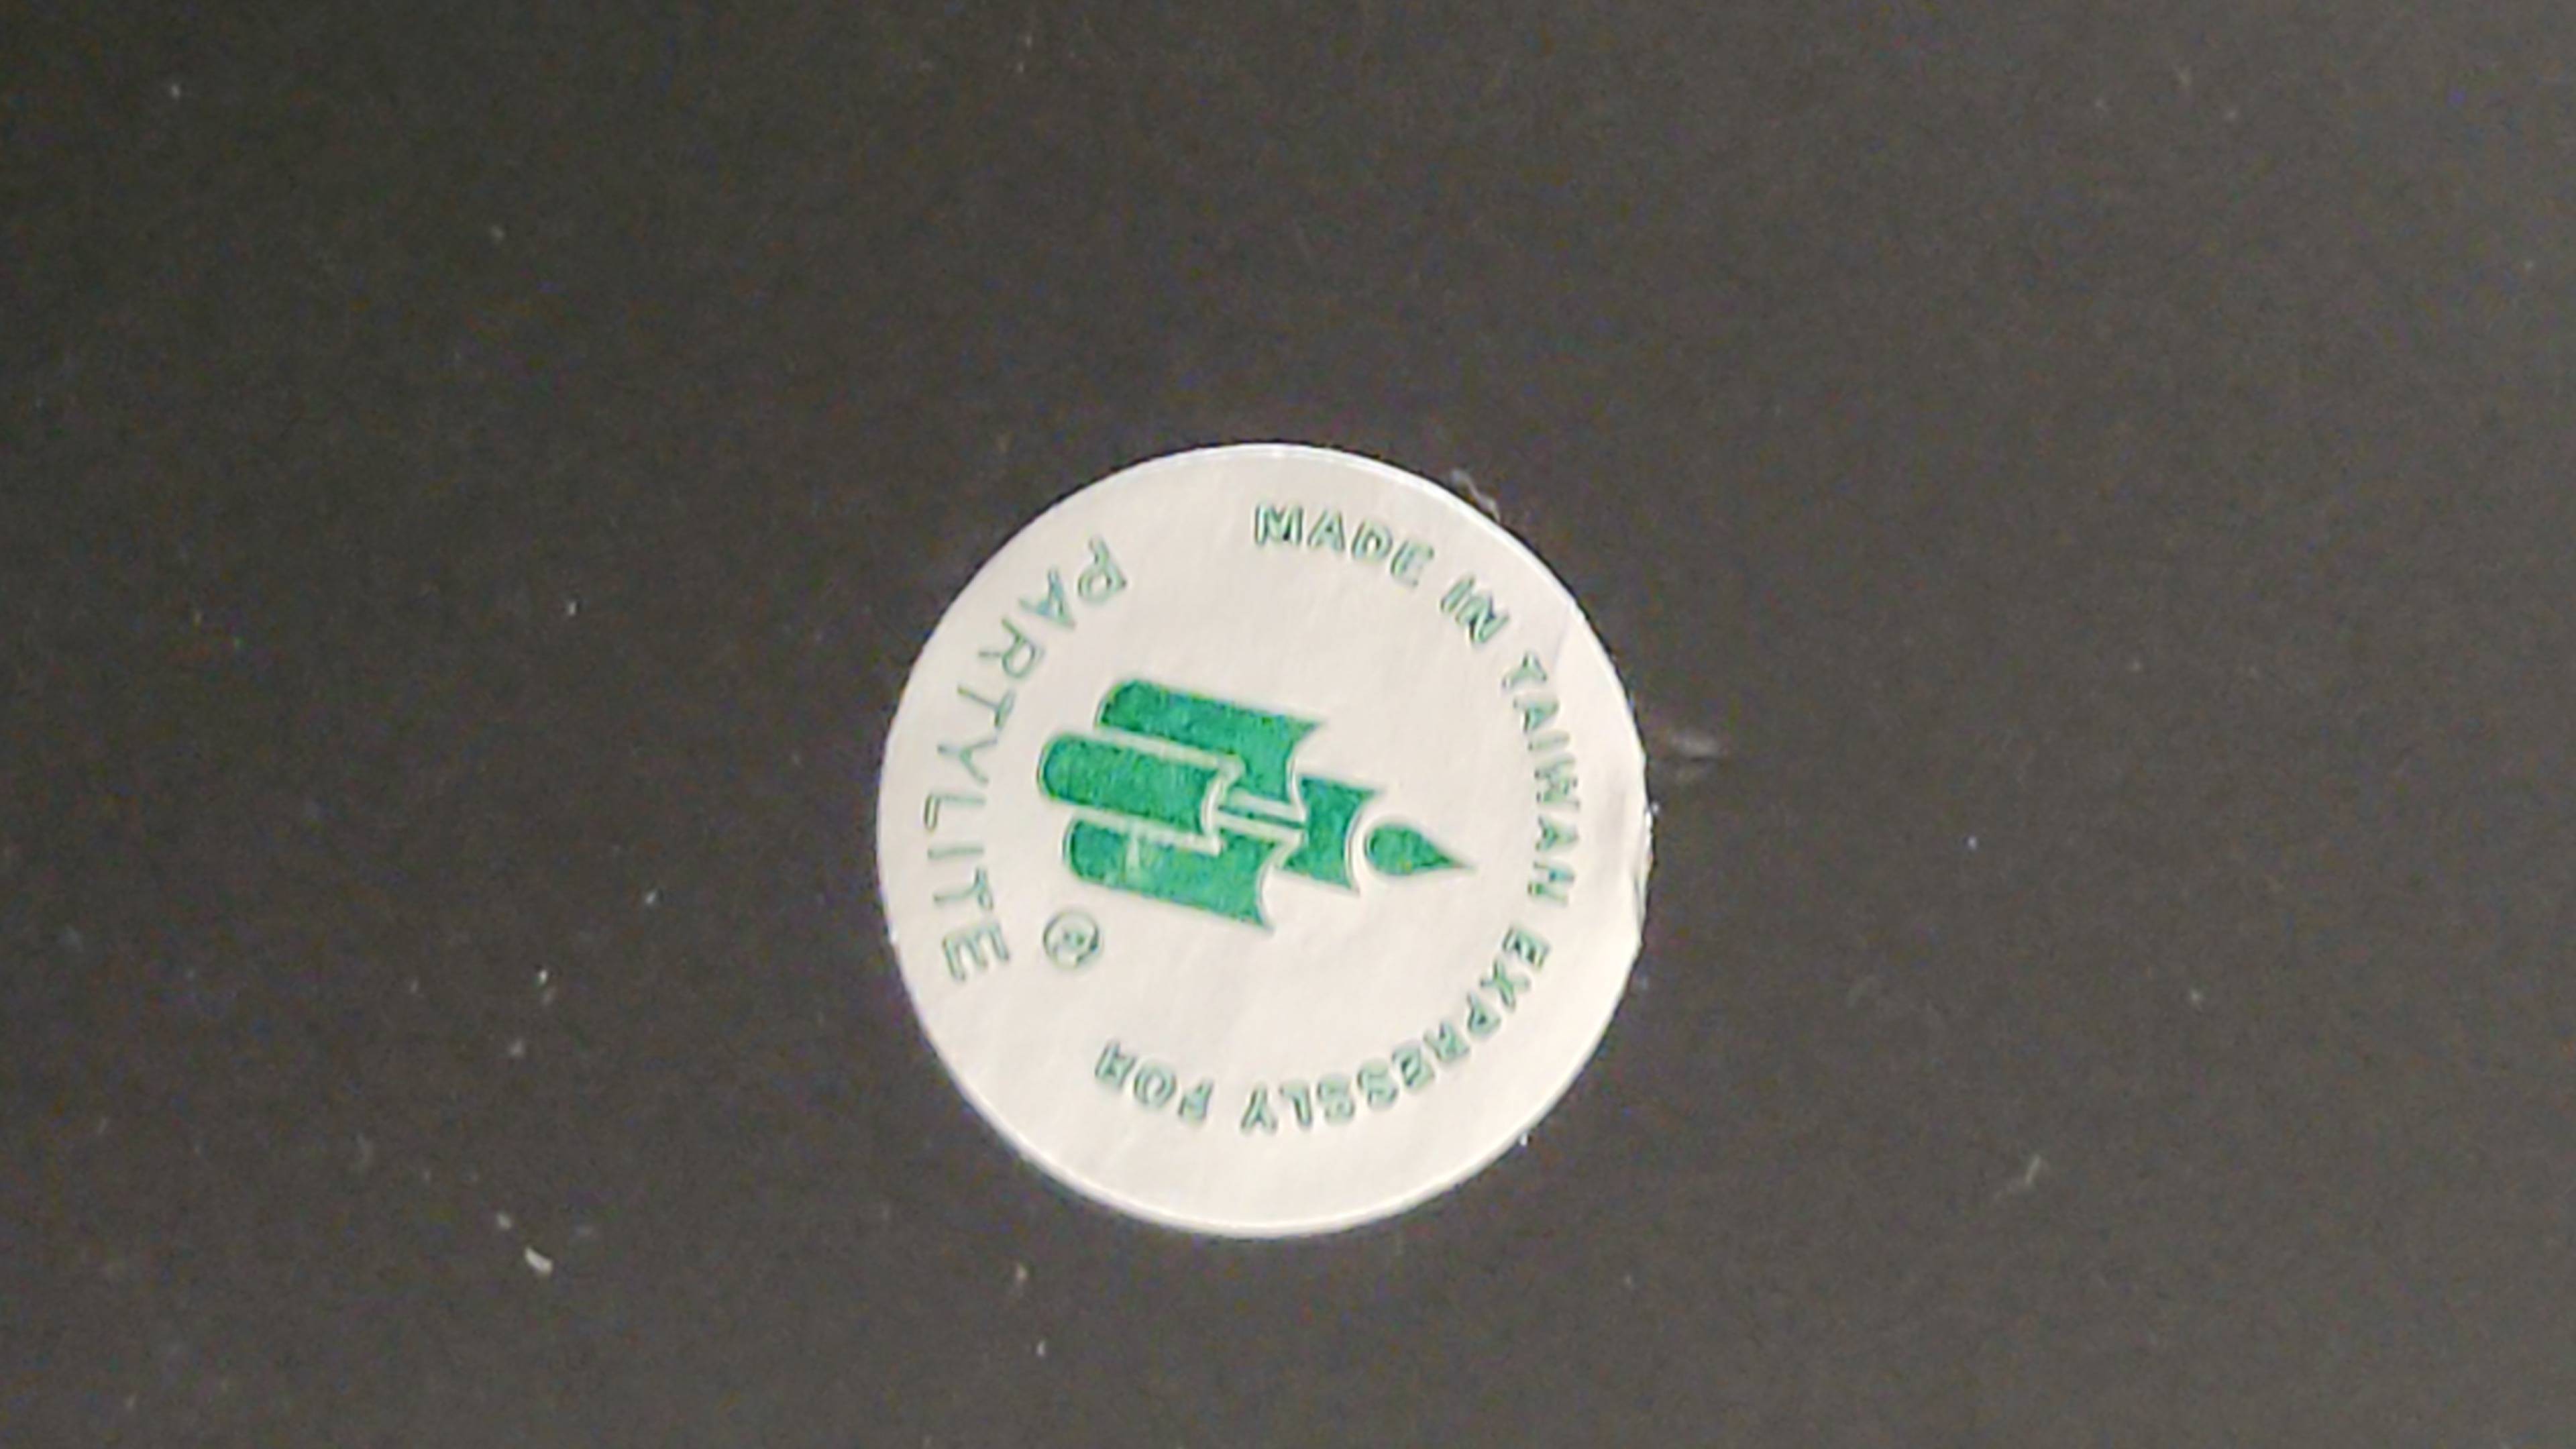 MADE IN TAIWAN EXPRESSLY FOR
PARTYLITE
®